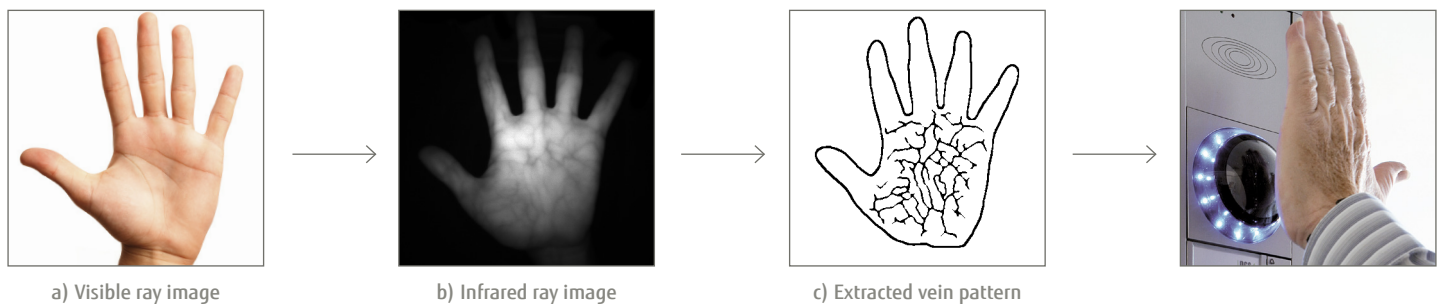 a) Visible ray image
b) Infrared ray image
c) Extracted vein pattern